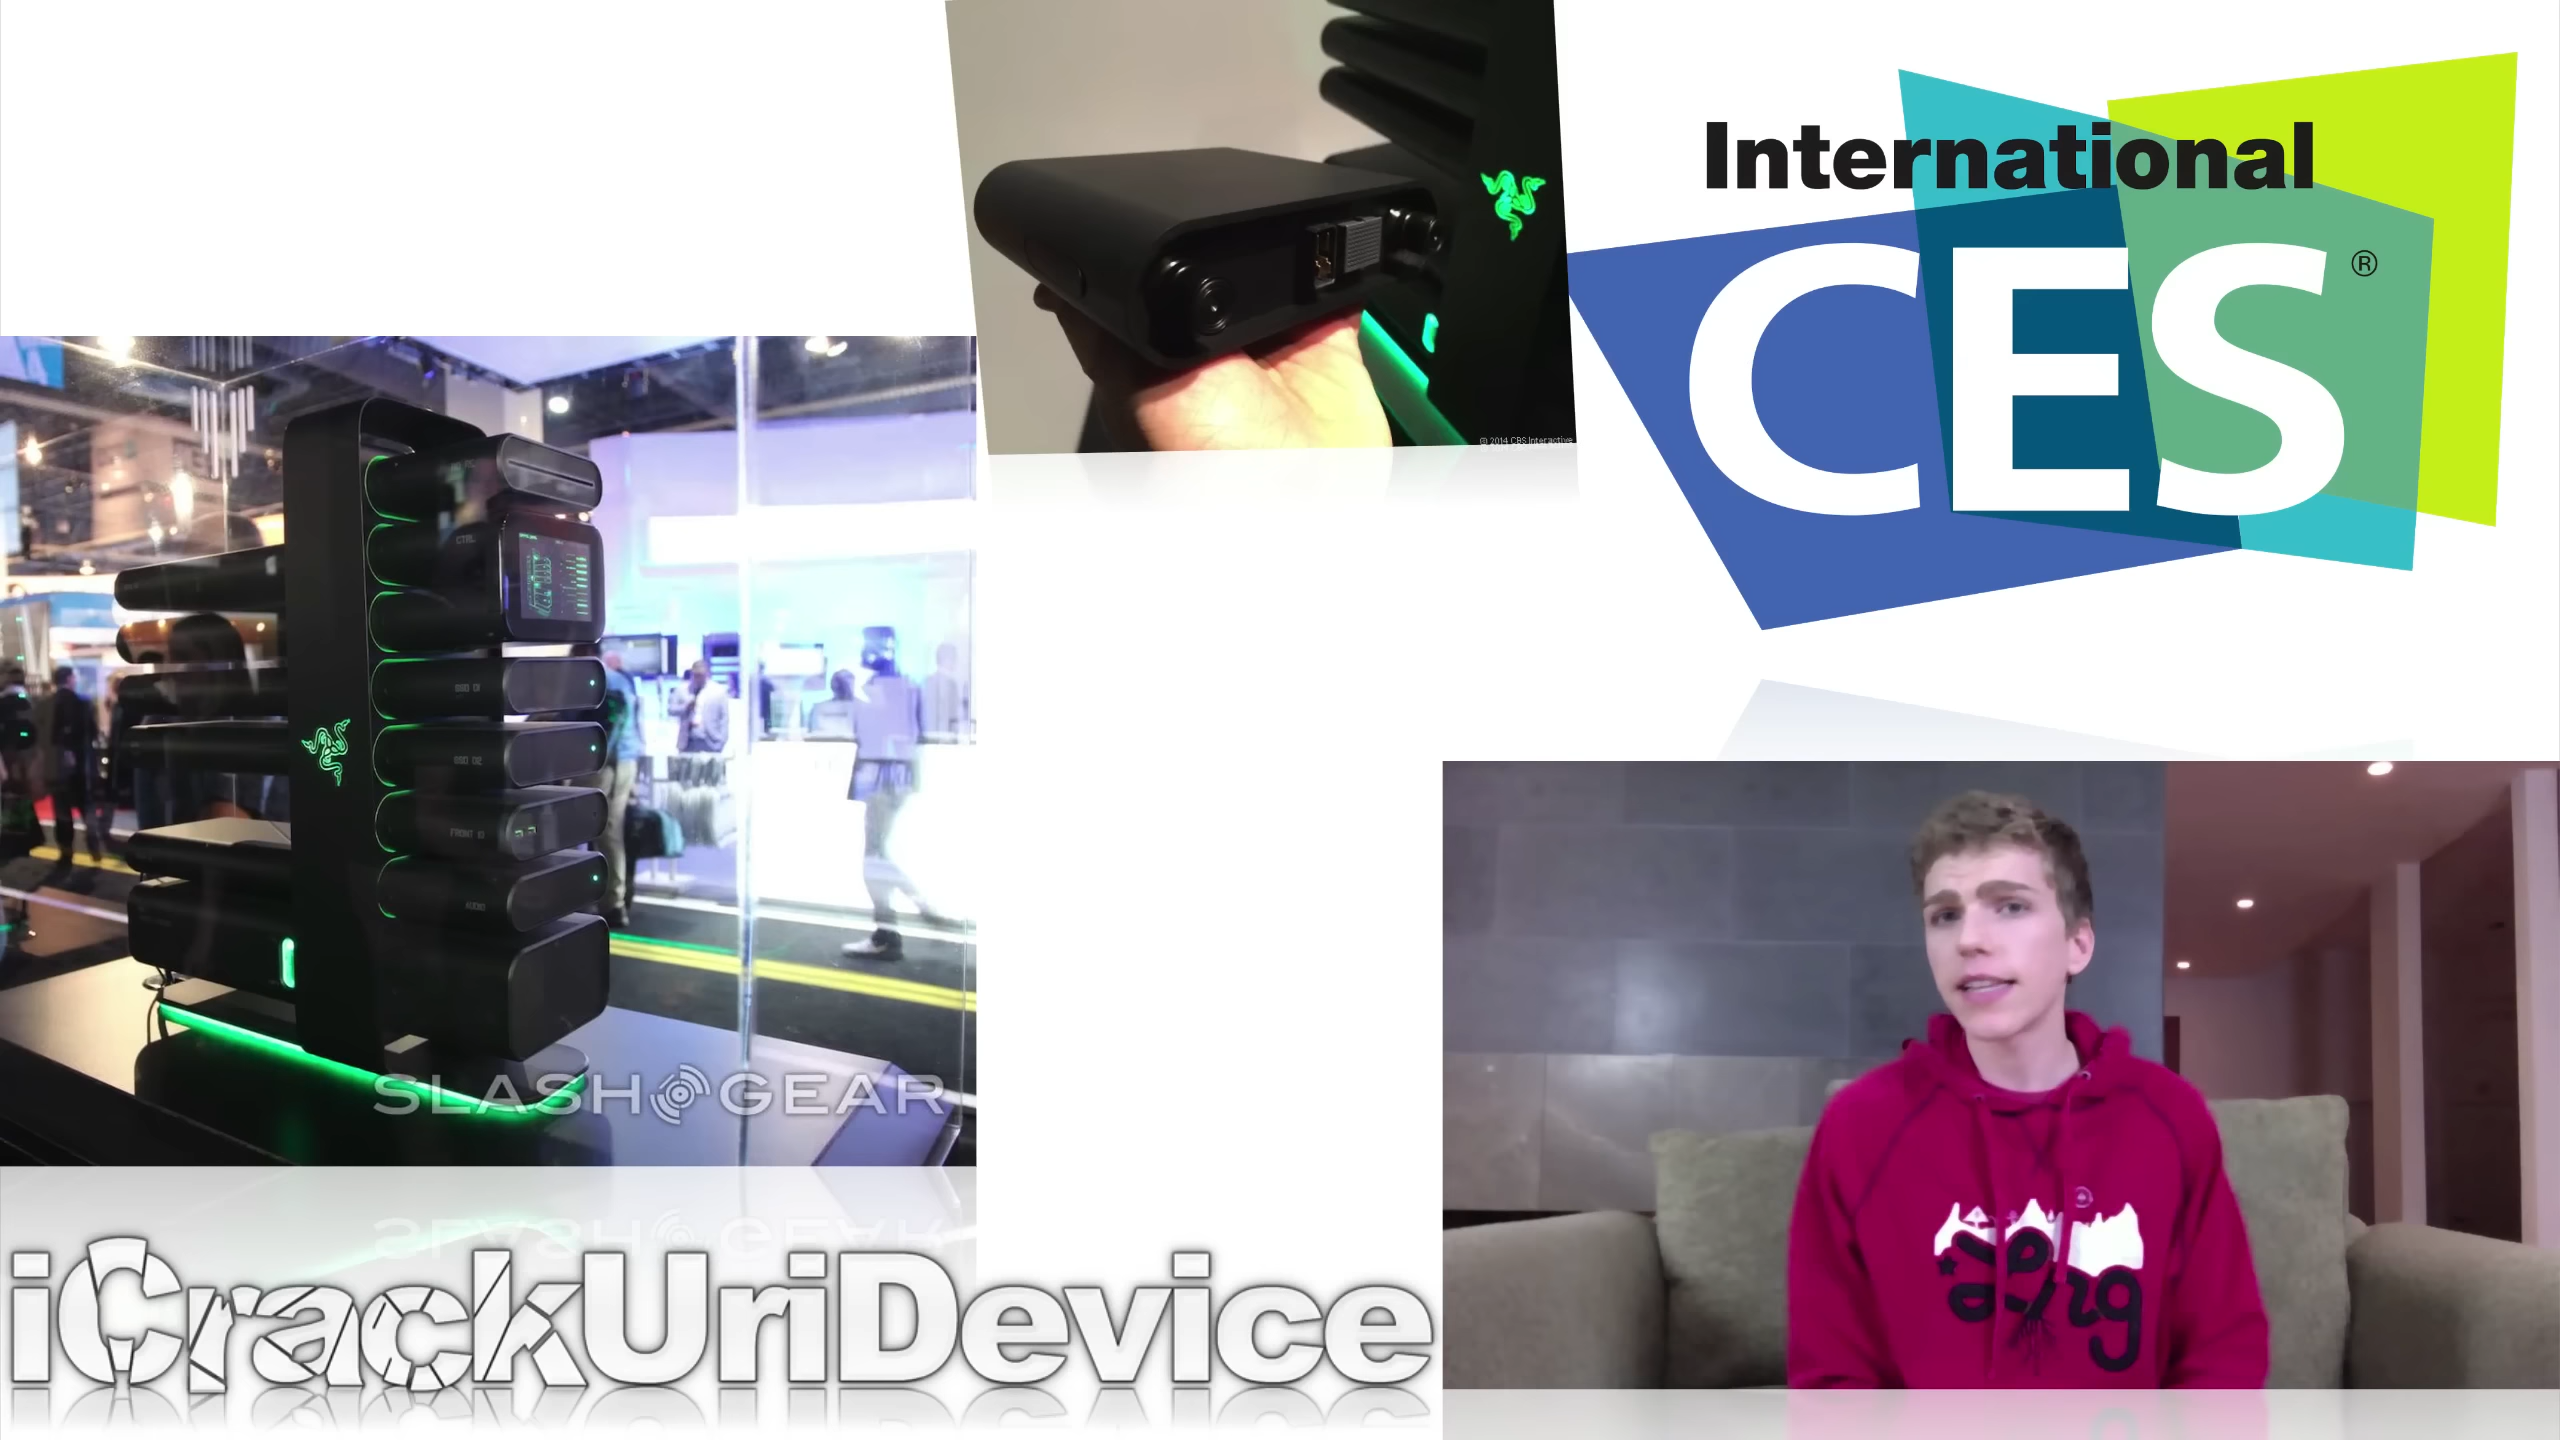 International
CES ®
© 2014 CBS Interactive
CTRL
SSD 01
SSD 02
FRONT IO
AUDIO
SLASHGEAR
iCrackUriDevice